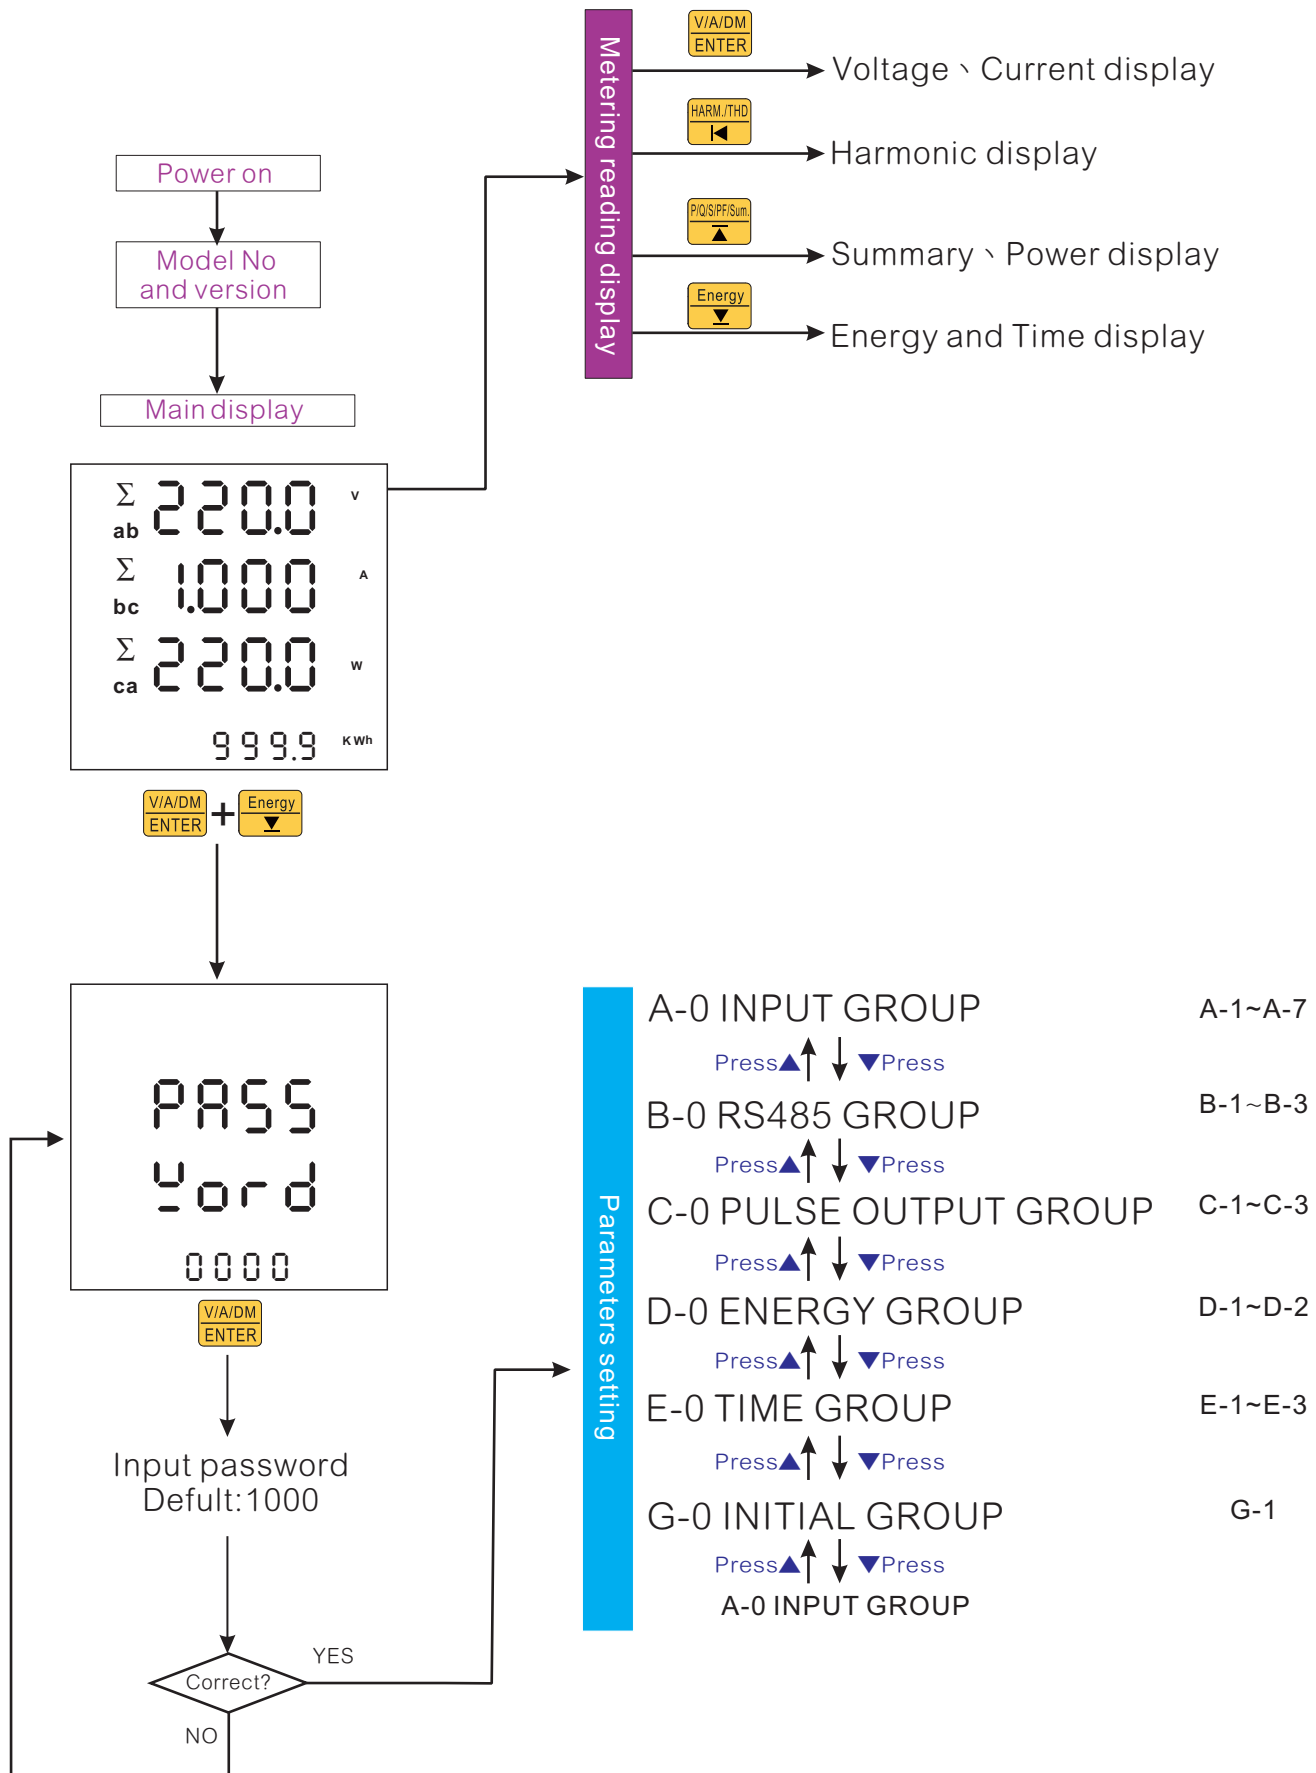 V/A/DM
ENTER
Voltage、Current display
HARM./THD
Harmonic display
P/Q/S/PF/Sum.
Summary、Power display
Energy
Energy and Time display
Metering reading display
Power on
Model No
and version
Main display
Σ ab 220.0 V
Σ bc 1.000 A
Σ ca 220.0 W
999.9 KWh
V/A/DM
ENTER
+
Energy
PASS
Yord
0000
V/A/DM
ENTER
Input password
Defult:1000
Correct?
YES
NO
Parameters setting
A-0 INPUT GROUP A-1~A-7
Press▲ ▼Press
B-0 RS485 GROUP B-1~B-3
Press▲ ▼Press
C-0 PULSE OUTPUT GROUP C-1~C-3
Press▲ ▼Press
D-0 ENERGY GROUP D-1~D-2
Press▲ ▼Press
E-0 TIME GROUP E-1~E-3
Press▲ ▼Press
G-0 INITIAL GROUP G-1
Press▲ ▼Press
A-0 INPUT GROUP